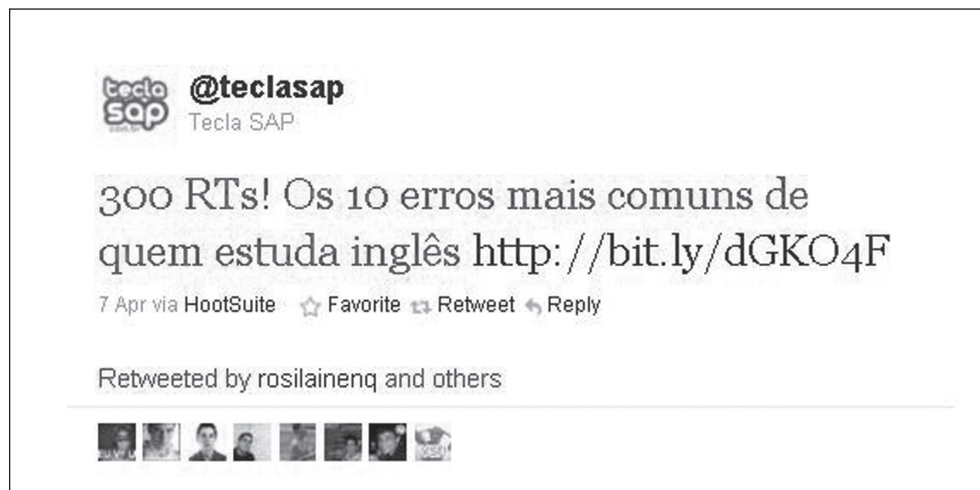 tecla
sap
com.br
@teclasap
Tecla SAP
300 RTs! Os 10 erros mais comuns de
quem estuda inglês http://bit.ly/dGKO4F
7 Apr via HootSuite Favorite Retweet Reply
Retweeted by rosilainenq and others